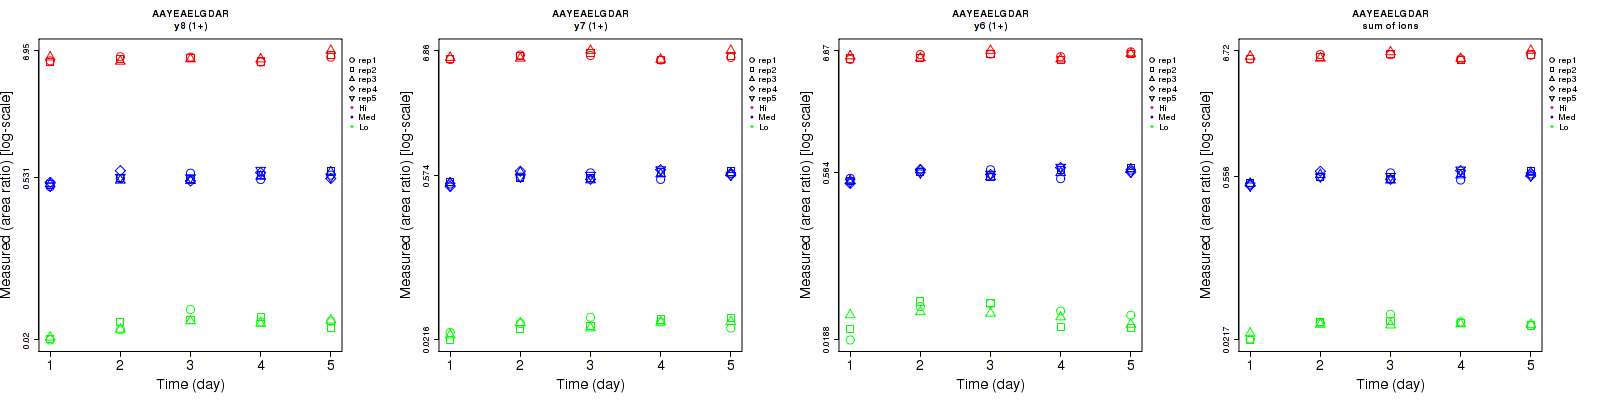 AAYEAELGDAR
y8 (1+)
Measured (area ratio) [log-scale]
6.95
0.531
0.02
1 2 3 4 5
Time (day)
rep1
rep2
rep3
rep4
rep5
Hi
Med
Lo
AAYEAELGDAR
y7 (1+)
Measured (area ratio) [log-scale]
6.86
0.574
0.0216
1 2 3 4 5
Time (day)
rep1
rep2
rep3
rep4
rep5
Hi
Med
Lo
AAYEAELGDAR
y6 (1+)
Measured (area ratio) [log-scale]
6.67
0.564
0.0188
1 2 3 4 5
Time (day)
rep1
rep2
rep3
rep4
rep5
Hi
Med
Lo
AAYEAELGDAR
sum of ions
Measured (area ratio) [log-scale]
6.72
0.556
0.0217
1 2 3 4 5
Time (day)
rep1
rep2
rep3
rep4
rep5
Hi
Med
Lo